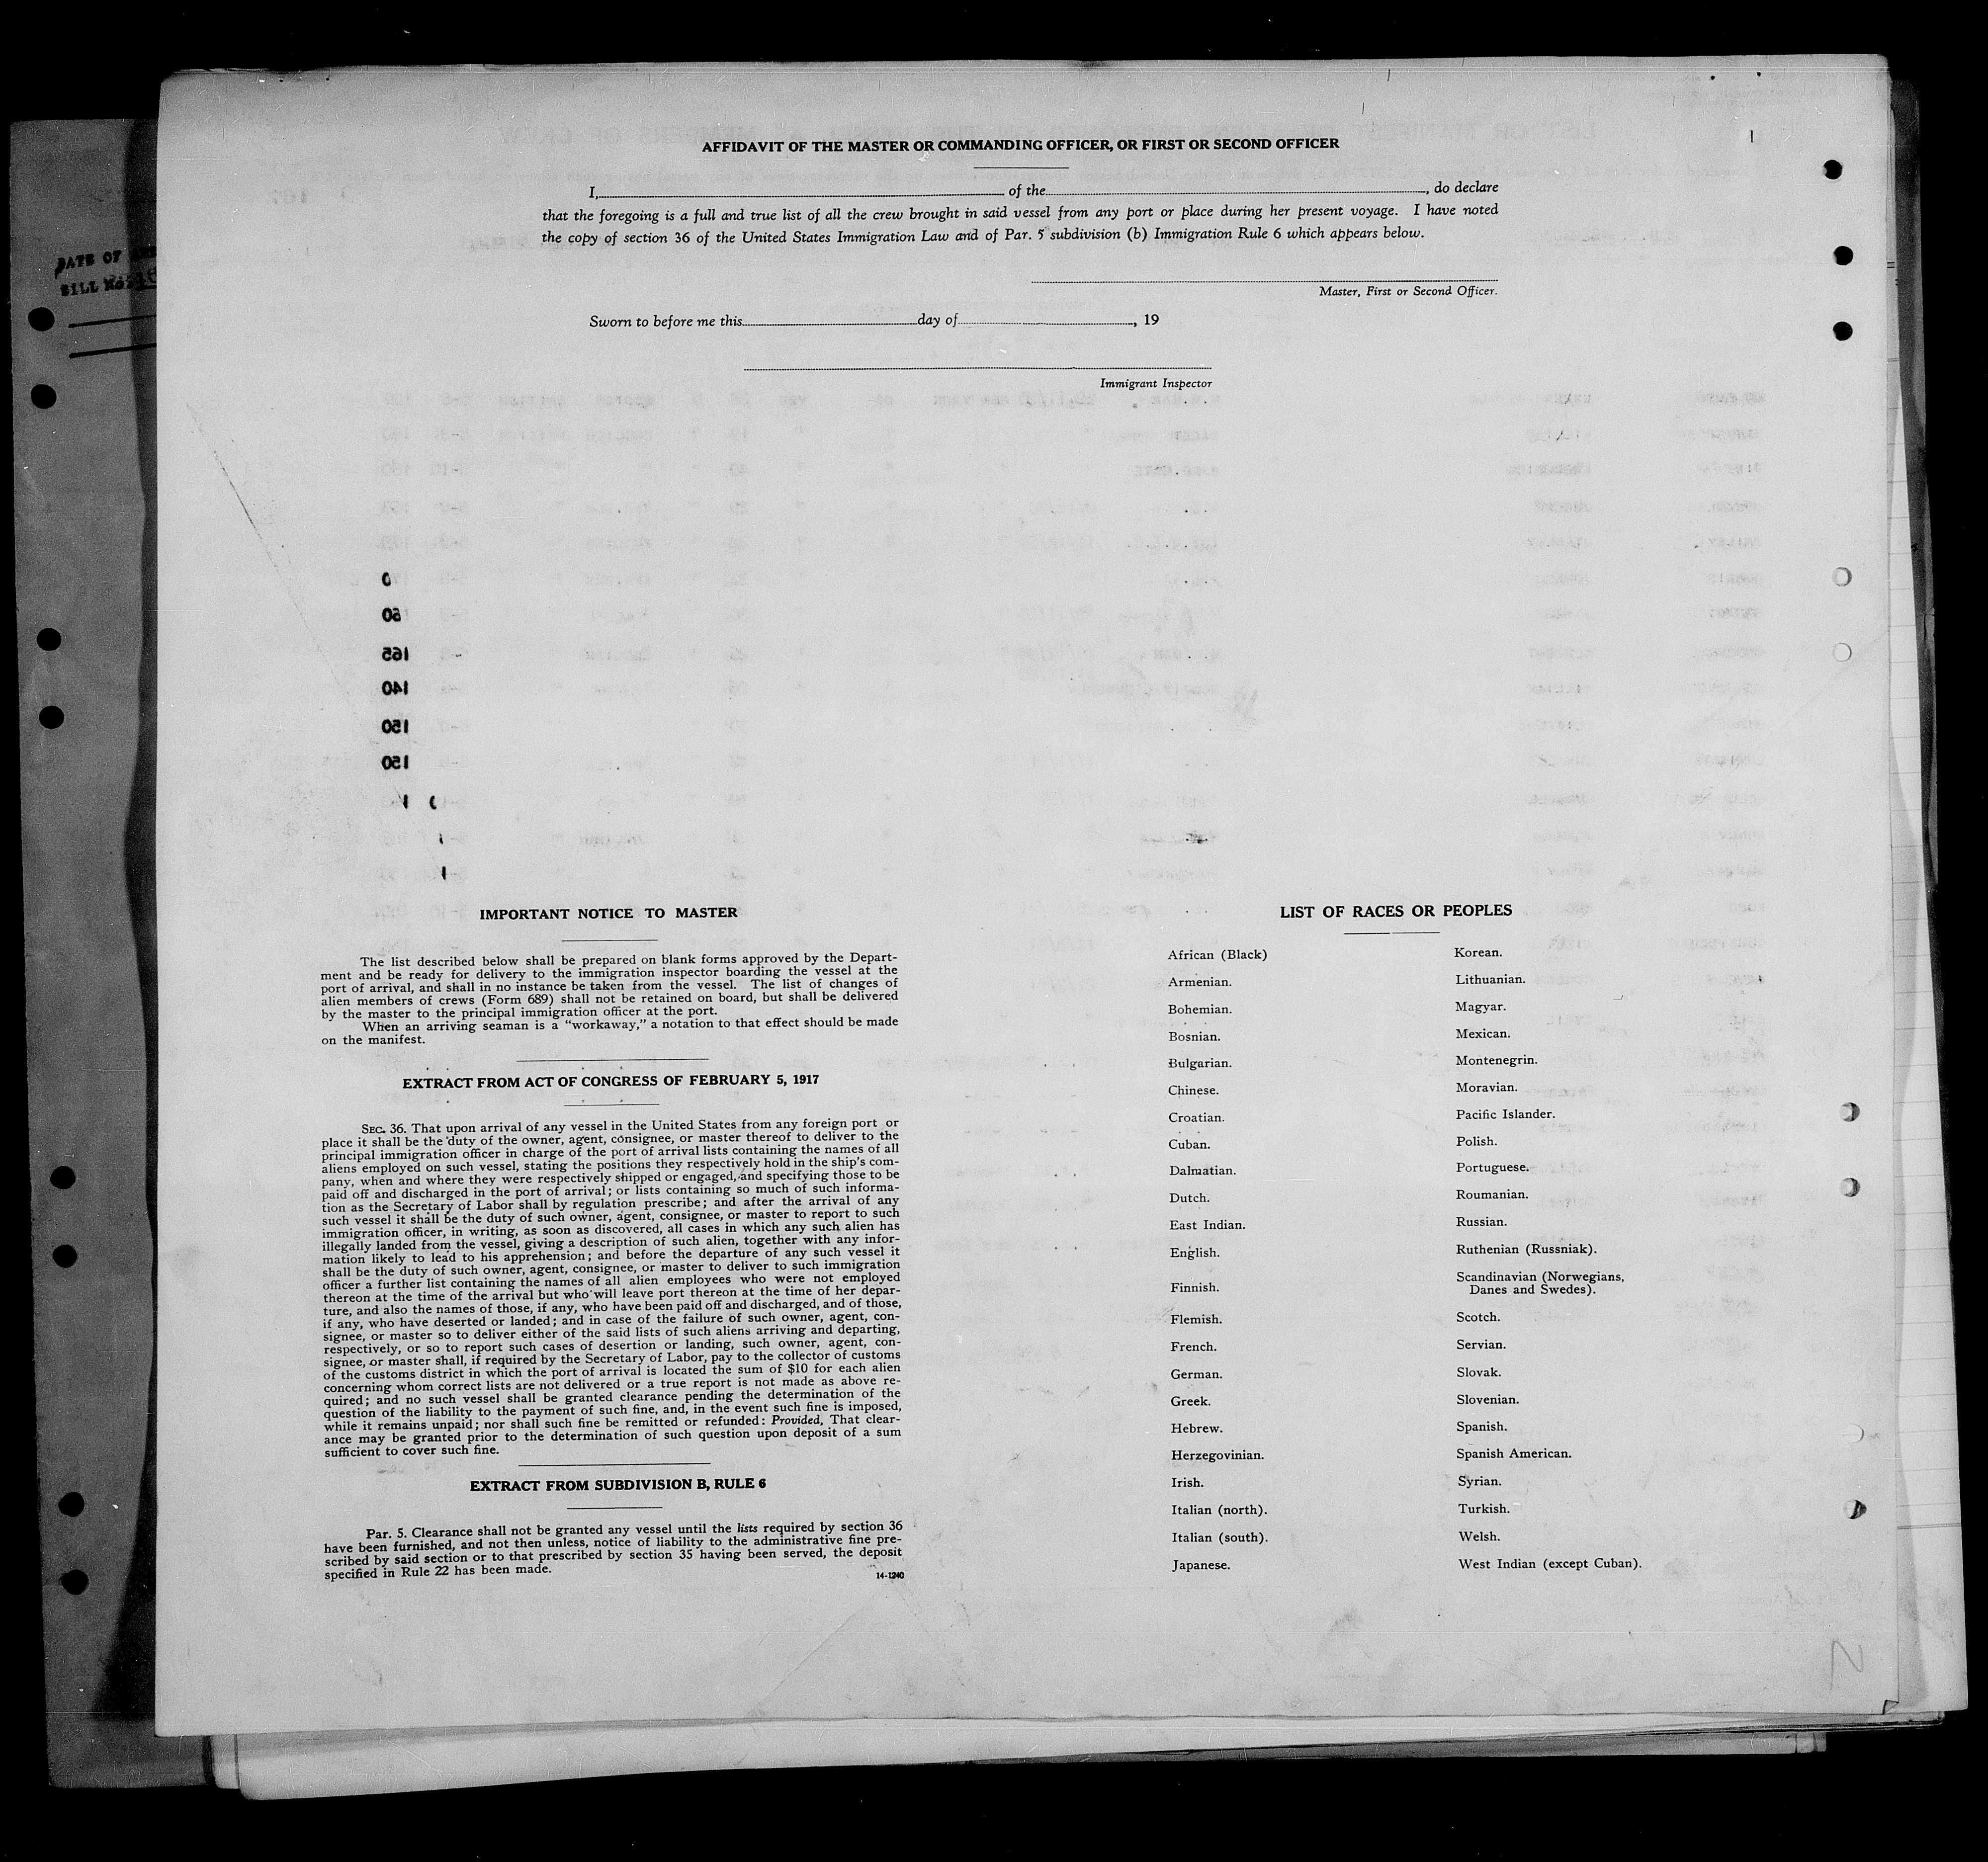 AFFIDAVIT OF THE MASTER OR COMMANDING OFFICER, OR FIRST OR SECOND OFFICER
I, of the , do declare
that the foregoing is a full and true list of all the crew brought in said vessel from any port or place during her present voyage. I have noted
the copy of section 36 of the United States Immigration Law and of Par. 5 subdivision (b) Immigration Rule 6 which appears below.
Master, First or Second Officer.
Sworn to before me this day of , 19
Immigrant Inspector
DATE OF
BILL NO.
60
165
140
150
150
IMPORTANT NOTICE TO MASTER
The list described below shall be prepared on blank forms approved by the Depart-
ment and be ready for delivery to the immigration inspector boarding the vessel at the
port of arrival, and shall in no instance be taken from the vessel. The list of changes of
alien members of crews (Form 689) shall not be retained on board, but shall be delivered
by the master to the principal immigration officer at the port.
When an arriving seaman is a "workaway," a notation to that effect should be made
on the manifest.
EXTRACT FROM ACT OF CONGRESS OF FEBRUARY 5, 1917
SEC. 36. That upon arrival of any vessel in the United States from any foreign port or
place it shall be the duty of the owner, agent, consignee, or master thereof to deliver to the
principal immigration officer in charge of the port of arrival lists containing the names of all
aliens employed on such vessel, stating the positions they respectively hold in the ship's com-
pany, when and where they were respectively shipped or engaged, and specifying those to be
paid off and discharged in the port of arrival; or lists containing so much of such informa-
tion as the Secretary of Labor shall by regulation prescribe; and after the arrival of any
such vessel it shall be the duty of such owner, agent, consignee, or master to report to such
immigration officer, in writing, as soon as discovered, all cases in which any such alien has
illegally landed from the vessel, giving a description of such alien, together with any infor-
mation likely to lead to his apprehension; and before the departure of any such vessel it
shall be the duty of such owner, agent, consignee, or master to deliver to such immigration
officer a further list containing the names of all alien employees who were not employed
thereon at the time of the arrival but who will leave port thereon at the time of her depar-
ture, and also the names of those, if any, who have been paid off and discharged, and of those,
if any, who have deserted or landed; and in case of the failure of such owner, agent, con-
signee, or master so to deliver either of the said lists of such aliens arriving and departing,
respectively, or so to report such cases of desertion or landing, such owner, agent, con-
signee, or master shall, if required by the Secretary of Labor, pay to the collector of customs
of the customs district in which the port of arrival is located the sum of $10 for each alien
concerning whom correct lists are not delivered or a true report is not made as above re-
quired; and no such vessel shall be granted clearance pending the determination of the
question of the liability to the payment of such fine, and, in the event such fine is imposed,
while it remains unpaid; nor shall such fine be remitted or refunded: Provided, That clear-
ance may be granted prior to the determination of such question upon deposit of a sum
sufficient to cover such fine.
EXTRACT FROM SUBDIVISION B, RULE 6
Par. 5. Clearance shall not be granted any vessel until the lists required by section 36
have been furnished, and not then unless, notice of liability to the administrative fine pre-
scribed by said section or to that prescribed by section 35 having been served, the deposit
specified in Rule 22 has been made.
14-1240
LIST OF RACES OR PEOPLES
African (Black)
Armenian.
Bohemian.
Bosnian.
Bulgarian.
Chinese.
Croatian.
Cuban.
Dalmatian.
Dutch.
East Indian.
English.
Finnish.
Flemish.
French.
German.
Greek.
Hebrew.
Herzegovinian.
Irish.
Italian (north).
Italian (south).
Japanese.
Korean.
Lithuanian.
Magyar.
Mexican.
Montenegrin.
Moravian.
Pacific Islander.
Polish.
Portuguese.
Roumanian.
Russian.
Ruthenian (Russniak).
Scandinavian (Norwegians,
Danes and Swedes).
Scotch.
Servian.
Slovak.
Slovenian.
Spanish.
Spanish American.
Syrian.
Turkish.
Welsh.
West Indian (except Cuban).
2